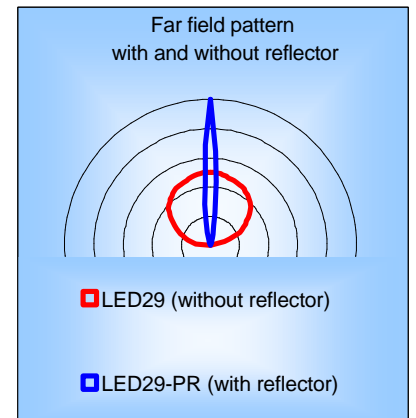 Far field pattern
with and without reflector
LED29 (without reflector)
LED29-PR (with reflector)